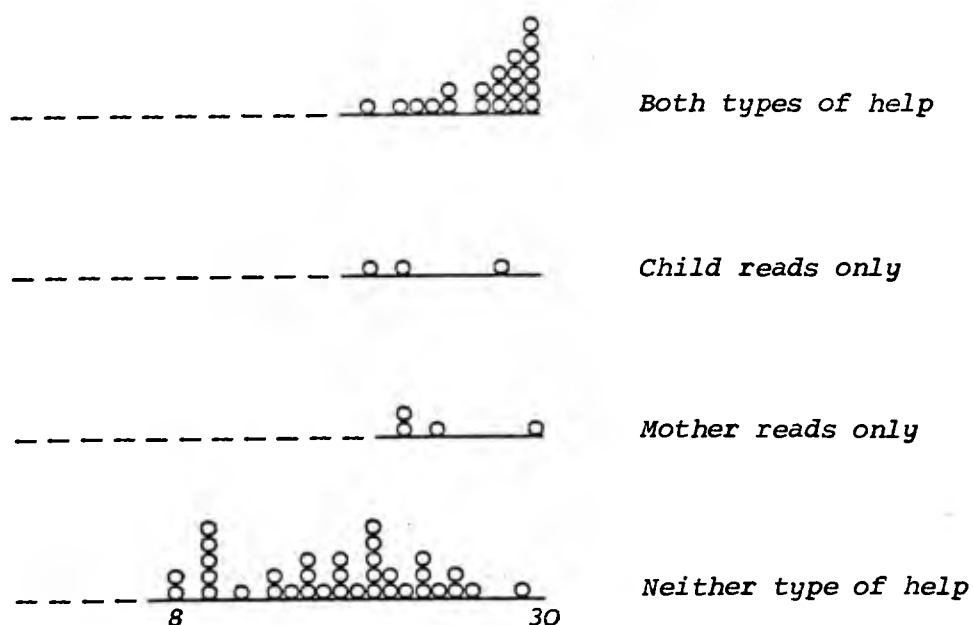 Both types of help
Child reads only
Mother reads only
Neither type of help
8 30